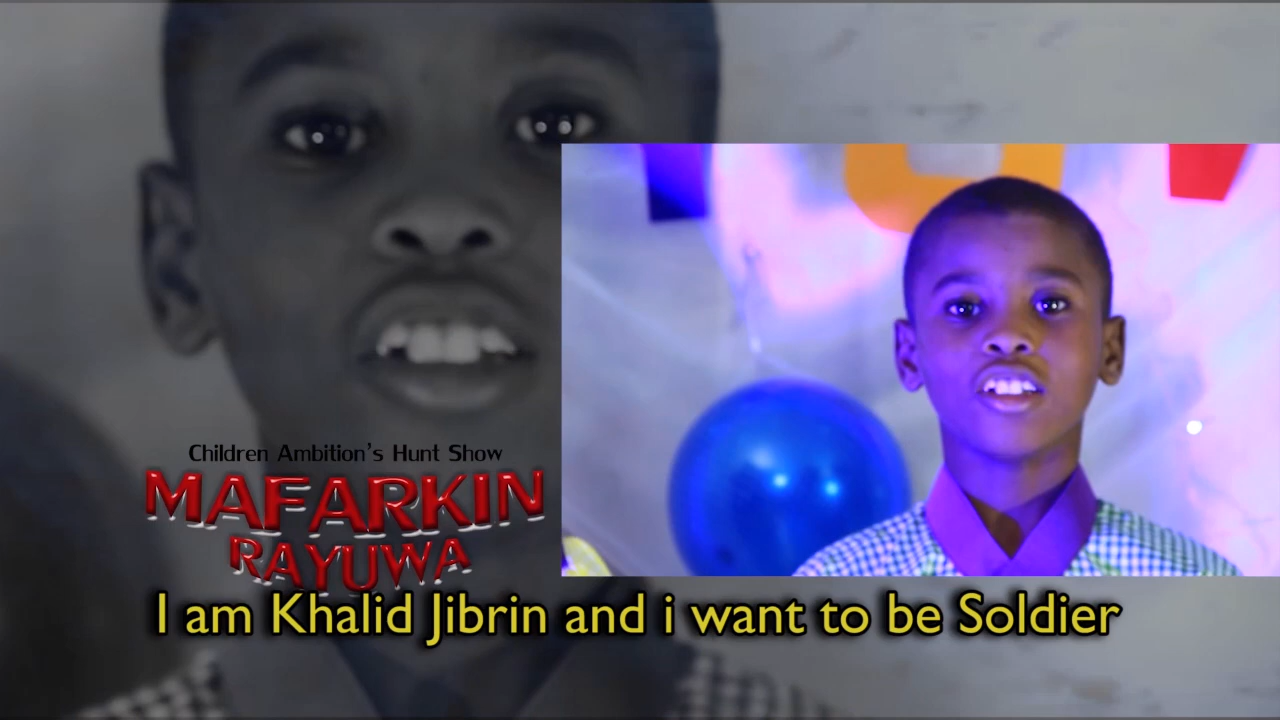 Children Ambition's Hunt Show
MAFARKIN
RAYUWA
I am Khalid Jibrin and i want to be Soldier